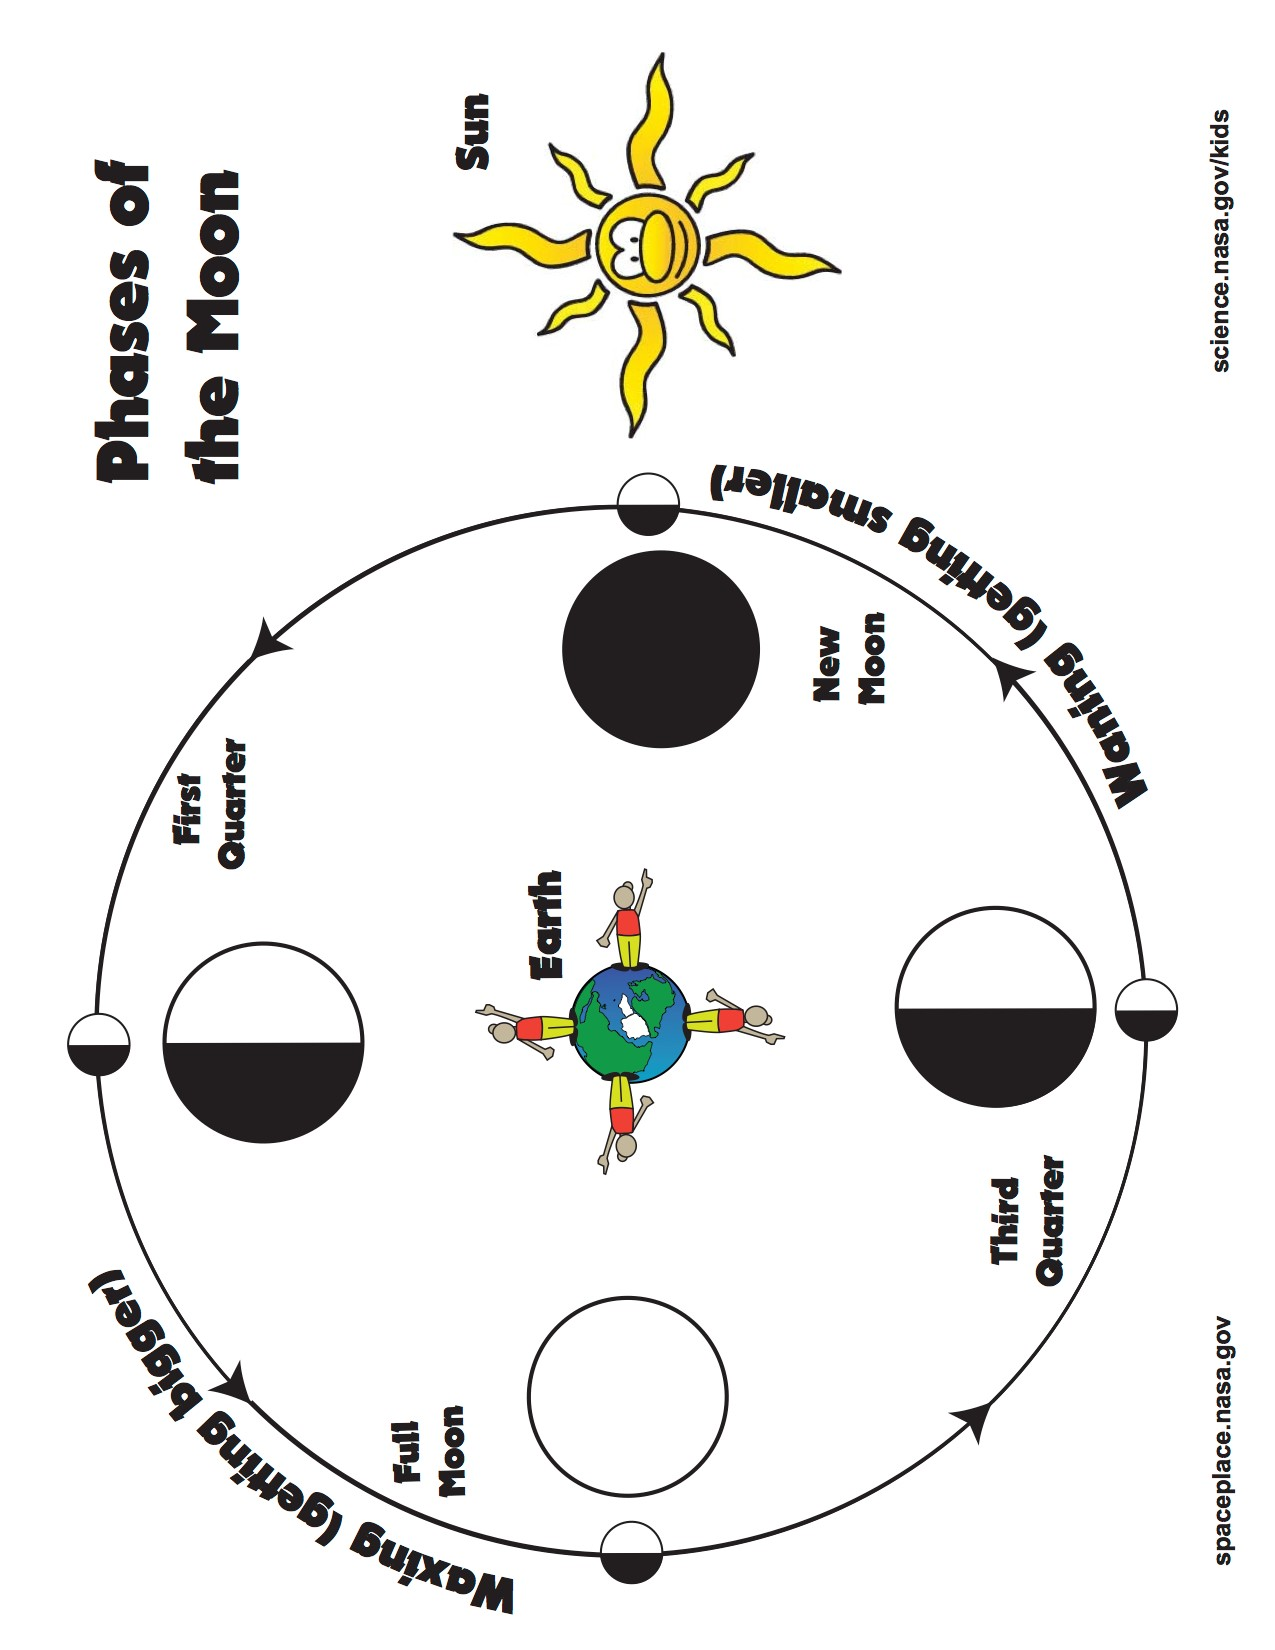 Phases of
the Moon
Sun
First
Quarter
New
Moon
Earth
Full
Moon
Third
Quarter
Waxing (getting bigger)
Waning (getting smaller)
spaceplace.nasa.gov
science.nasa.gov/kids